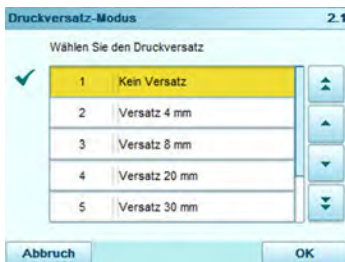 Druckversatz-Modus 2.1
Wählen Sie den Druckversatz
1 Kein Versatz
2 Versatz 4 mm
3 Versatz 8 mm
4 Versatz 20 mm
5 Versatz 30 mm
Abbruch OK